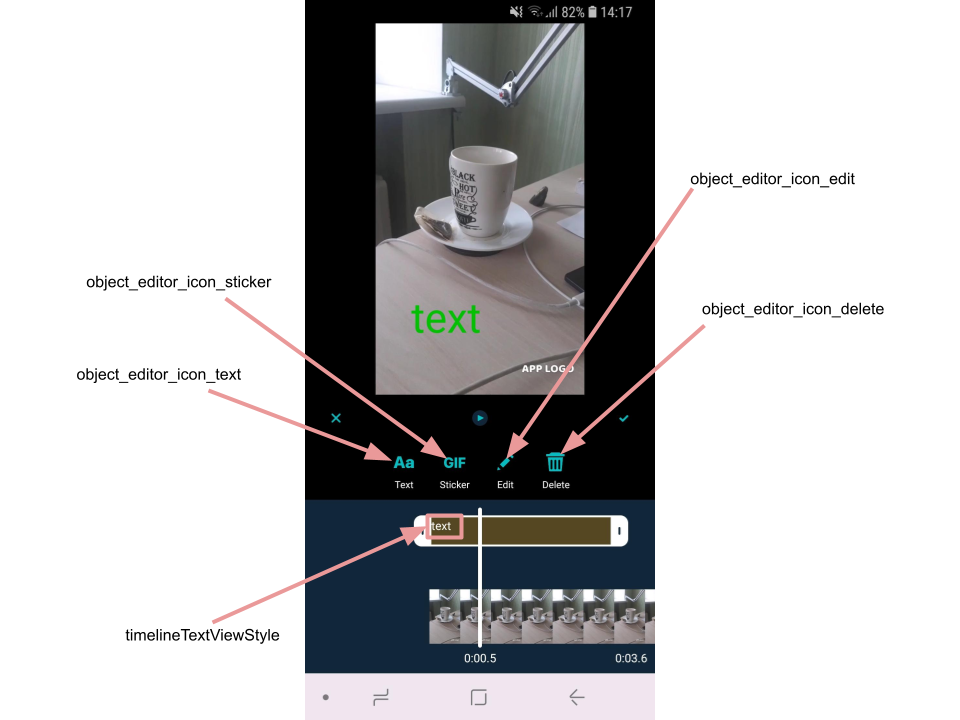 82% 14:17
BLACK
HOT
SWEET
object_editor_icon_edit
object_editor_icon_sticker
object_editor_icon_delete
text
APP LOGO
object_editor_icon_text
Aa
GIF
Text
Sticker
Edit
Delete
text
timelineTextViewStyle
0:00.5
0:03.6